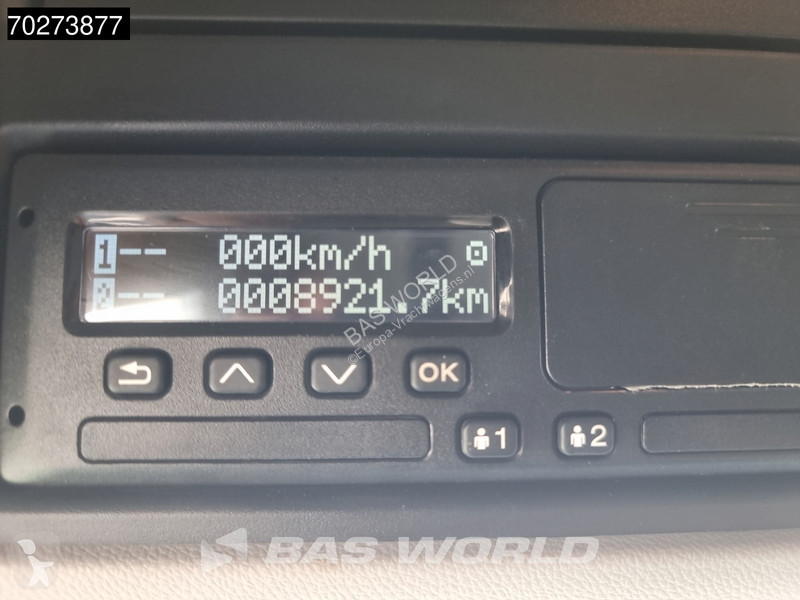 70273877
1-- 000km/h
0-- 0008921.7km
OK
1
2
BAS WORLD
©Europa-Vrachtwagens.nl
BAS WORLD